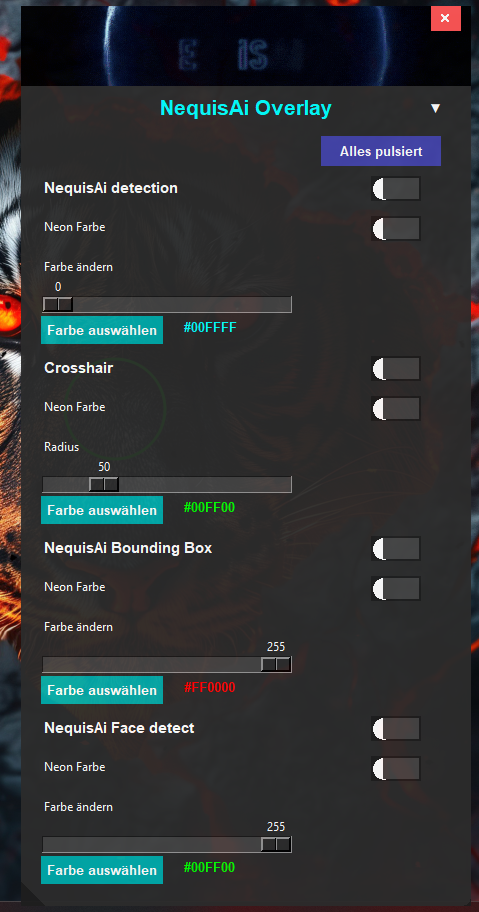 ×
E iS
NequisAi Overlay ▼
Alles pulsiert
NequisAi detection
Neon Farbe
Farbe ändern
0
Farbe auswählen #00FFFF
Crosshair
Neon Farbe
Radius
50
Farbe auswählen #00FF00
NequisAi Bounding Box
Neon Farbe
Farbe ändern
255
Farbe auswählen #FF0000
NequisAi Face detect
Neon Farbe
Farbe ändern
255
Farbe auswählen #00FF00